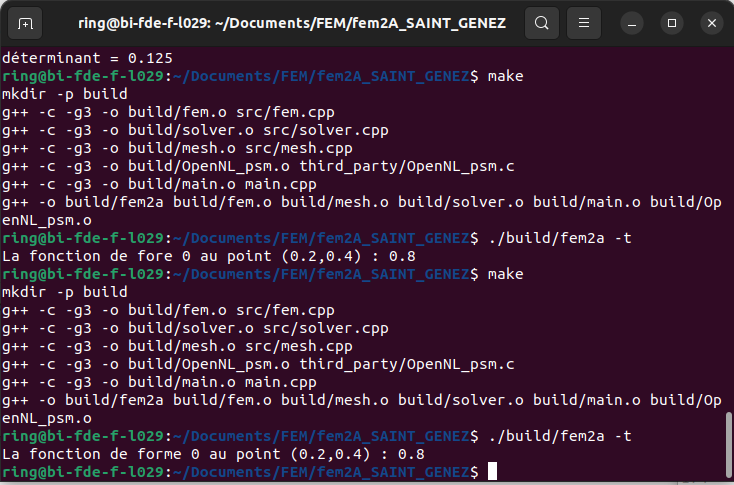 ring@bi-fde-f-l029: ~/Documents/FEM/fem2A_SAINT_GENEZ
déterminant = 0.125
ring@bi-fde-f-l029:~/Documents/FEM/fem2A_SAINT_GENEZ$ make
mkdir -p build
g++ -c -g3 -o build/fem.o src/fem.cpp
g++ -c -g3 -o build/solver.o src/solver.cpp
g++ -c -g3 -o build/mesh.o src/mesh.cpp
g++ -c -g3 -o build/OpenNL_psm.o third_party/OpenNL_psm.c
g++ -c -g3 -o build/main.o main.cpp
g++ -o build/fem2a build/fem.o build/mesh.o build/solver.o build/main.o build/Op
enNL_psm.o
ring@bi-fde-f-l029:~/Documents/FEM/fem2A_SAINT_GENEZ$ ./build/fem2a -t
La fonction de fore 0 au point (0.2,0.4) : 0.8
ring@bi-fde-f-l029:~/Documents/FEM/fem2A_SAINT_GENEZ$ make
mkdir -p build
g++ -c -g3 -o build/fem.o src/fem.cpp
g++ -c -g3 -o build/solver.o src/solver.cpp
g++ -c -g3 -o build/mesh.o src/mesh.cpp
g++ -c -g3 -o build/OpenNL_psm.o third_party/OpenNL_psm.c
g++ -c -g3 -o build/main.o main.cpp
g++ -o build/fem2a build/fem.o build/mesh.o build/solver.o build/main.o build/Op
enNL_psm.o
ring@bi-fde-f-l029:~/Documents/FEM/fem2A_SAINT_GENEZ$ ./build/fem2a -t
La fonction de forme 0 au point (0.2,0.4) : 0.8
ring@bi-fde-f-l029:~/Documents/FEM/fem2A_SAINT_GENEZ$